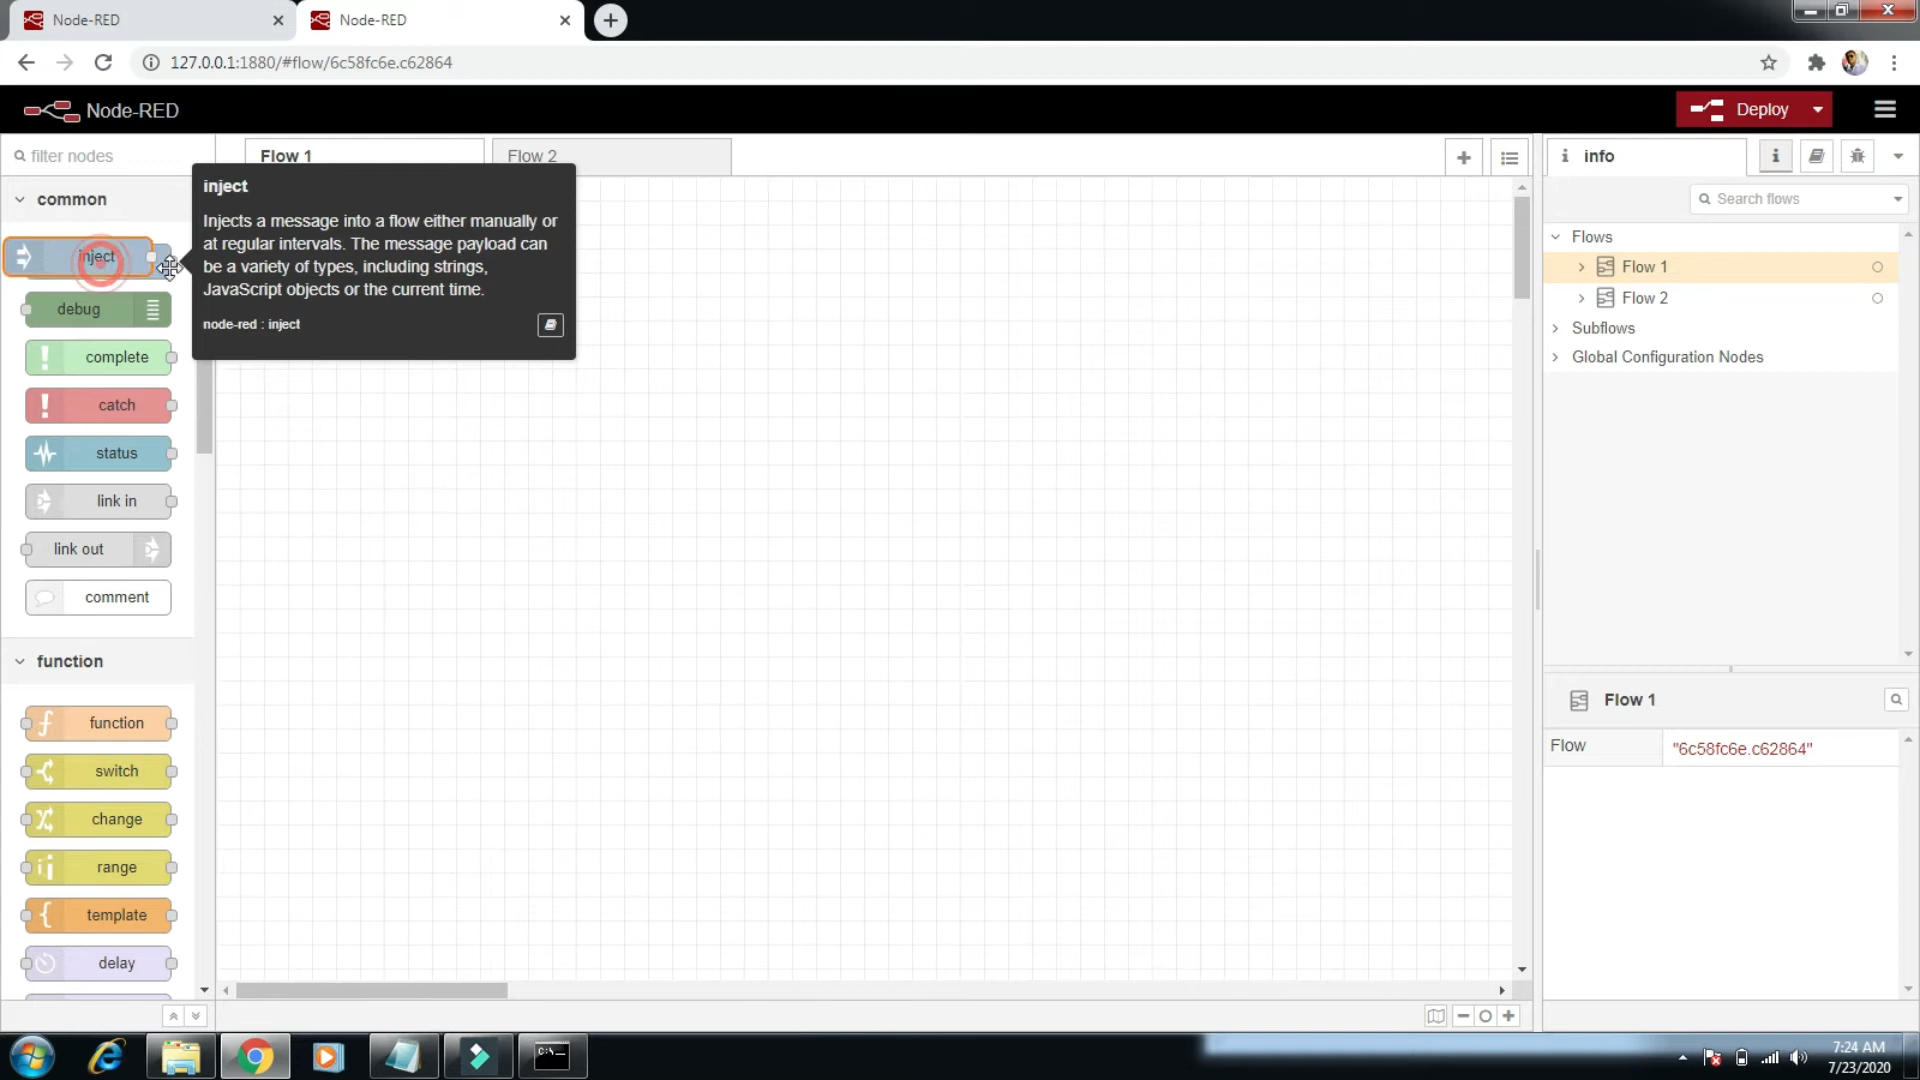 Node-RED
Node-RED
127.0.0.1:1880/#flow/6c58fc6e.c62864
Node-RED
Deploy
filter nodes
Flow 1
Flow 2
info
common
inject
Injects a message into a flow either manually or
at regular intervals. The message payload can
be a variety of types, including strings,
JavaScript objects or the current time.
node-red : inject
inject
debug
complete
catch
status
link in
link out
comment
function
function
switch
change
range
template
delay
Search flows
Flows
Flow 1
Flow 2
Subflows
Global Configuration Nodes
Flow 1
Flow
"6c58fc6e.c62864"
7:24 AM
7/23/2020